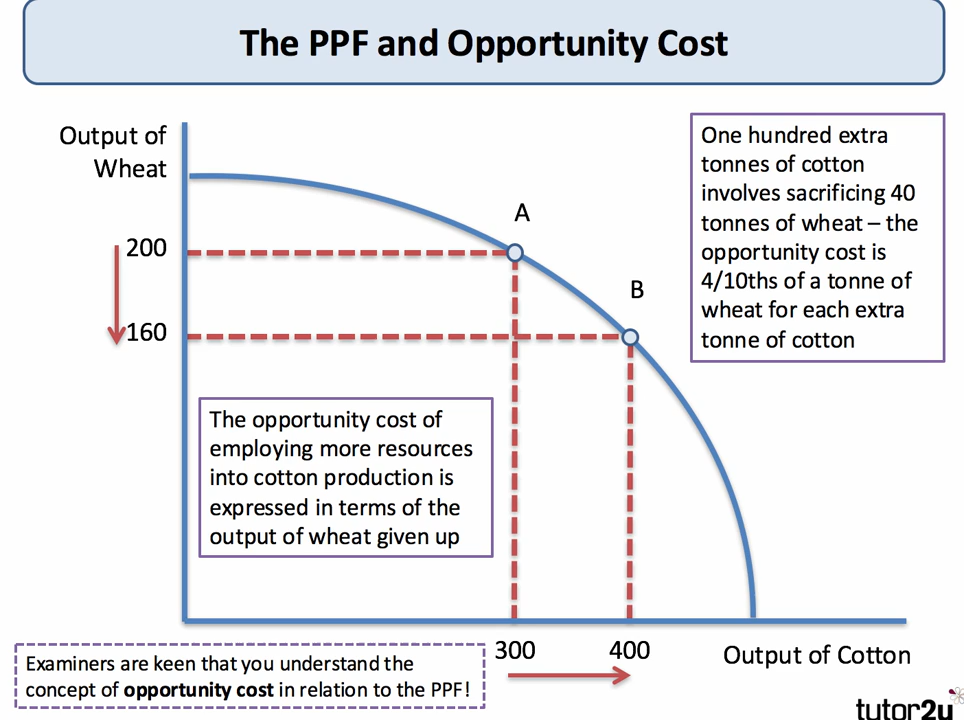 The PPF and Opportunity Cost
Output of
Wheat
One hundred extra
tonnes of cotton
involves sacrificing 40
tonnes of wheat – the
opportunity cost is
4/10ths of a tonne of
wheat for each extra
tonne of cotton
A
200
B
160
The opportunity cost of
employing more resources
into cotton production is
expressed in terms of the
output of wheat given up
300
400
Output of Cotton
Examiners are keen that you understand the
concept of opportunity cost in relation to the PPF!
tutor2u